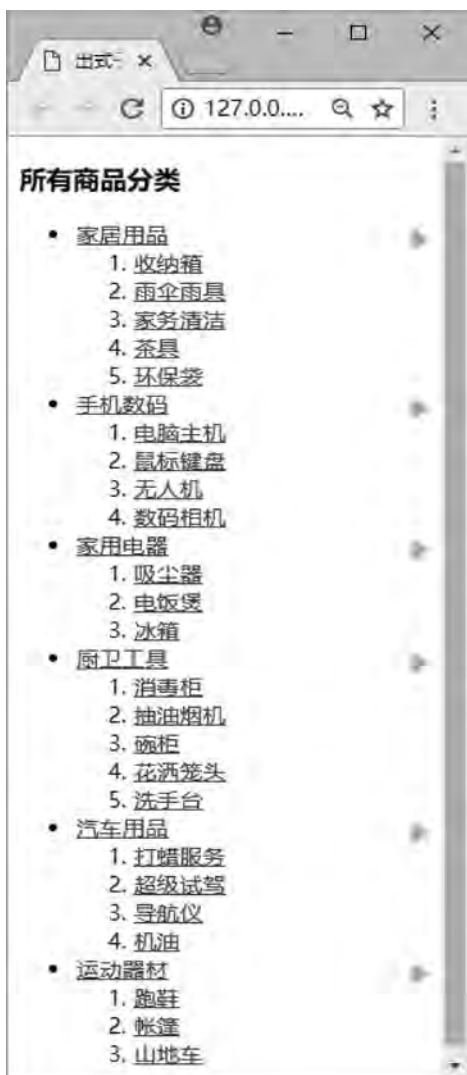 出式-
127.0.0....
所有商品分类
• 家居用品
1. 收纳箱
2. 雨伞雨具
3. 家务清洁
4. 茶具
5. 环保袋
• 手机数码
1. 电脑主机
2. 鼠标键盘
3. 无人机
4. 数码相机
• 家用电器
1. 吸尘器
2. 电饭煲
3. 冰箱
• 厨卫工具
1. 消毒柜
2. 抽油烟机
3. 碗柜
4. 花洒笼头
5. 洗手台
• 汽车用品
1. 打蜡服务
2. 超级试驾
3. 导航仪
4. 机油
• 运动器材
1. 跑鞋
2. 帐篷
3. 山地车